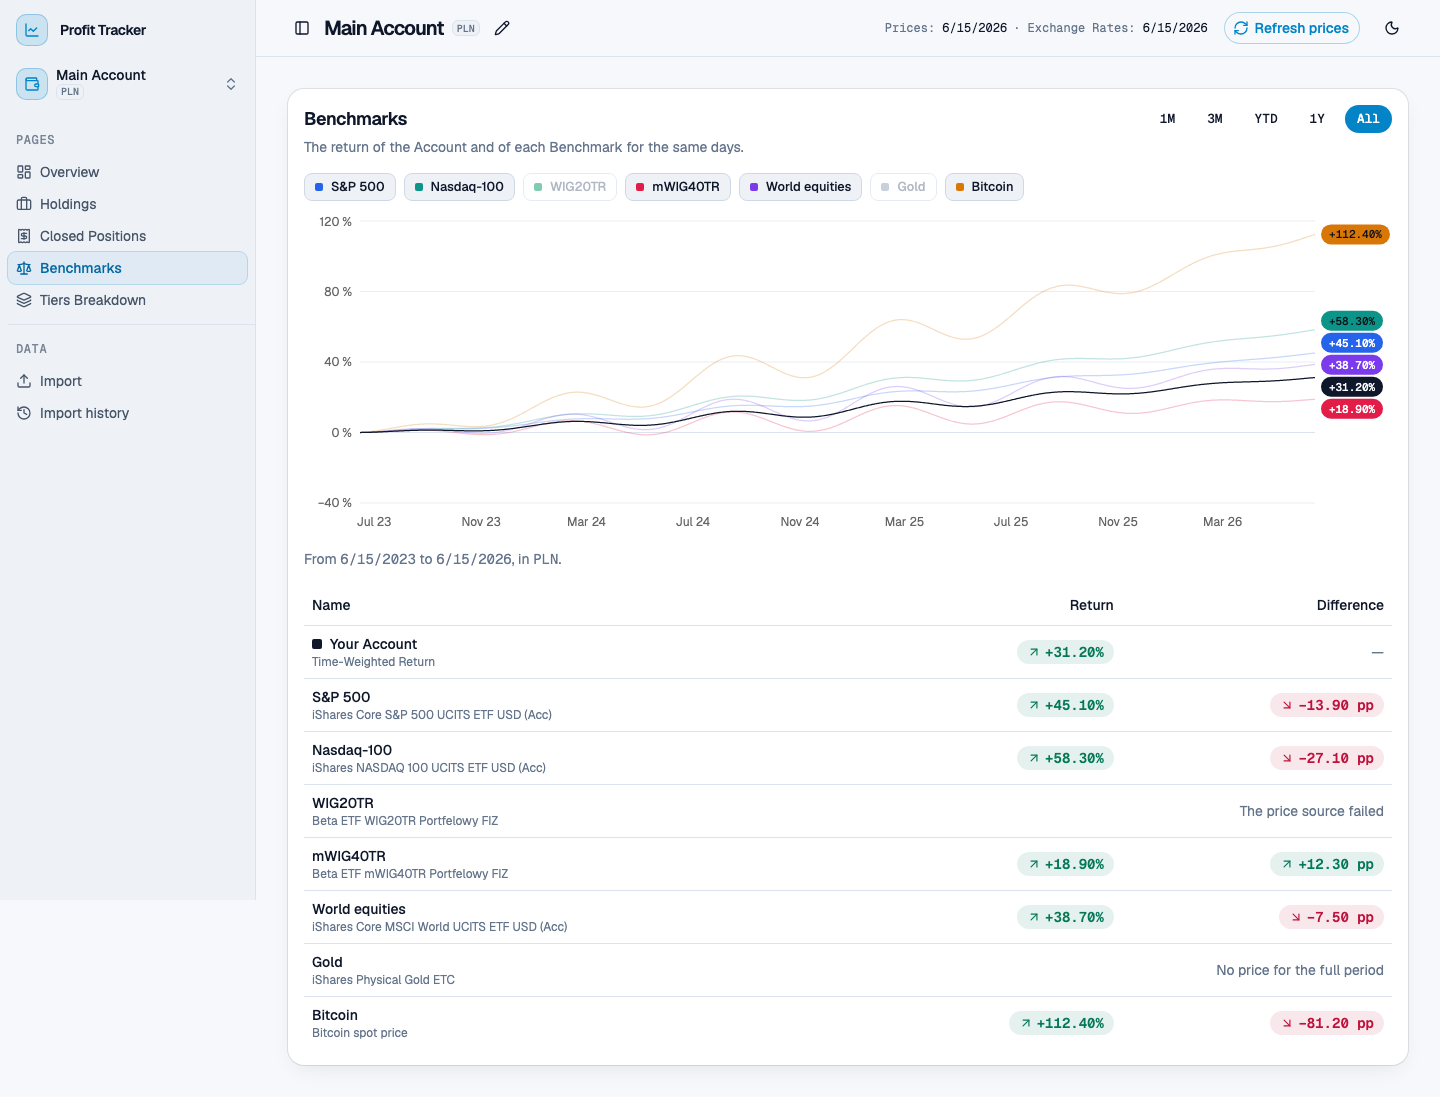 Profit Tracker
Main Account
PLN
PAGES
Overview
Holdings
Closed Positions
Benchmarks
Tiers Breakdown
DATA
Import
Import history
Main Account PLN
Prices: 6/15/2026 · Exchange Rates: 6/15/2026
Refresh prices
Benchmarks
1M 3M YTD 1Y All
The return of the Account and of each Benchmark for the same days.
S&P 500 Nasdaq-100 WIG20TR mWIG40TR World equities Gold Bitcoin
120 %
80 %
40 %
0 %
−40 %
+112.40%
+58.30%
+45.10%
+38.70%
+31.20%
+18.90%
Jul 23 Nov 23 Mar 24 Jul 24 Nov 24 Mar 25 Jul 25 Nov 25 Mar 26
From 6/15/2023 to 6/15/2026, in PLN.
Name Return Difference
Your Account
Time-Weighted Return
+31.20% —
S&P 500
iShares Core S&P 500 UCITS ETF USD (Acc)
+45.10% −13.90 pp
Nasdaq-100
iShares NASDAQ 100 UCITS ETF USD (Acc)
+58.30% −27.10 pp
WIG20TR
Beta ETF WIG20TR Portfelowy FIZ
The price source failed
mWIG40TR
Beta ETF mWIG40TR Portfelowy FIZ
+18.90% +12.30 pp
World equities
iShares Core MSCI World UCITS ETF USD (Acc)
+38.70% −7.50 pp
Gold
iShares Physical Gold ETC
No price for the full period
Bitcoin
Bitcoin spot price
+112.40% −81.20 pp